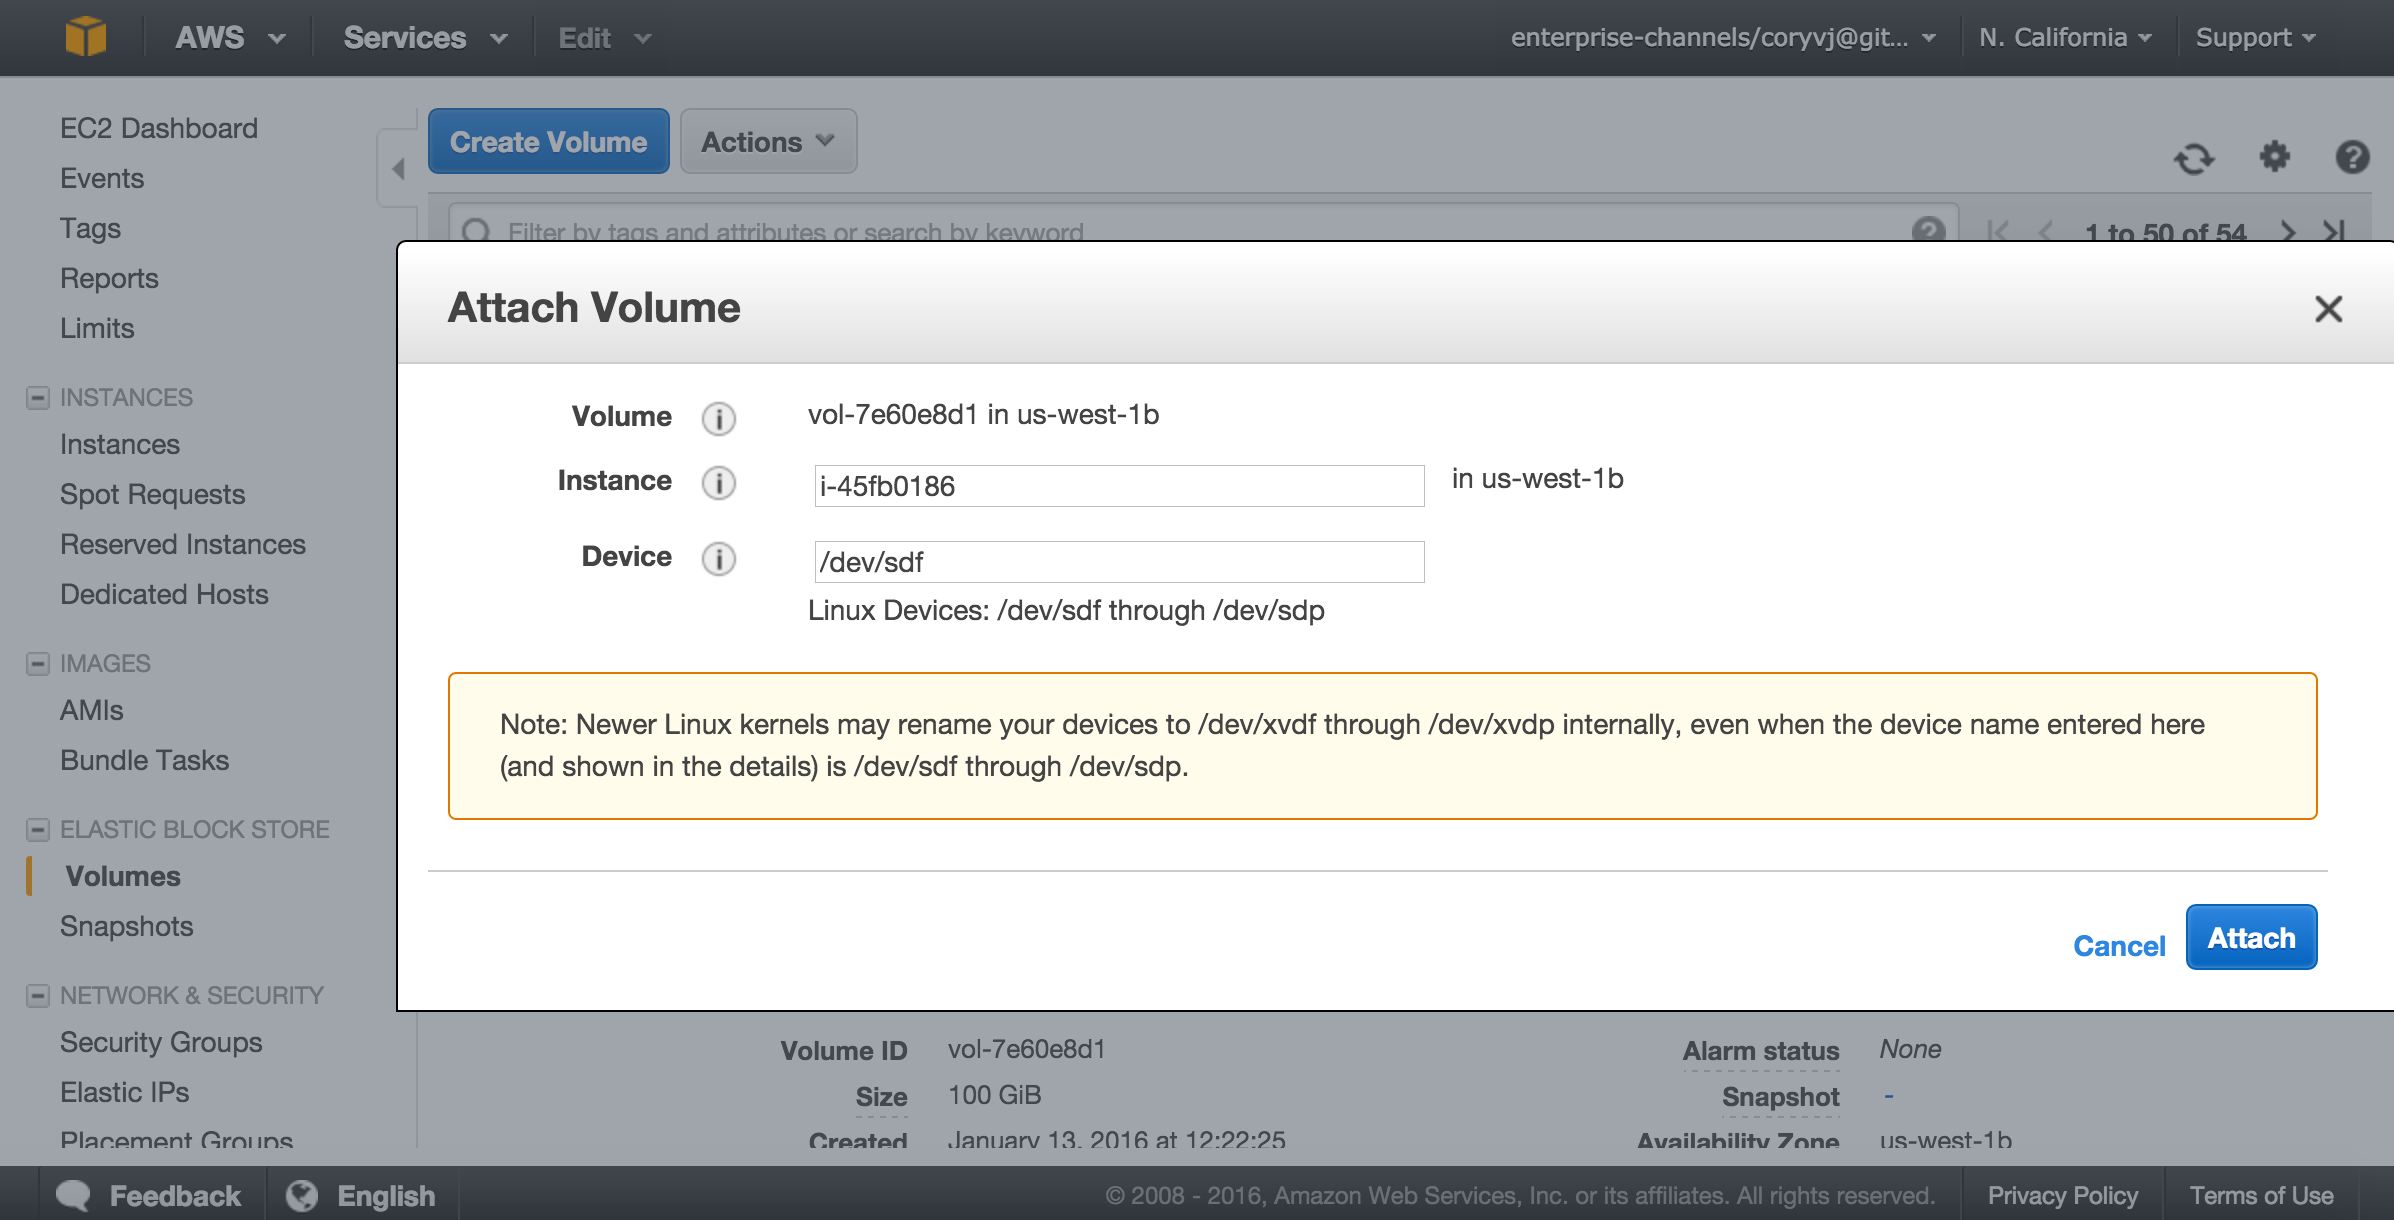 AWS Services Edit enterprise-channels/coryvj@git... N. California Support
EC2 Dashboard
Events
Tags
Reports
Limits
INSTANCES
Instances
Spot Requests
Reserved Instances
Dedicated Hosts
IMAGES
AMIs
Bundle Tasks
ELASTIC BLOCK STORE
Volumes
Snapshots
NETWORK & SECURITY
Security Groups
Elastic IPs
Placement Groups
Create Volume Actions
Filter by tags and attributes or search by keyword 1 to 50 of 54
Attach Volume
Volume vol-7e60e8d1 in us-west-1b
Instance i-45fb0186 in us-west-1b
Device /dev/sdf
Linux Devices: /dev/sdf through /dev/sdp
Note: Newer Linux kernels may rename your devices to /dev/xvdf through /dev/xvdp internally, even when the device name entered here
(and shown in the details) is /dev/sdf through /dev/sdp.
Cancel Attach
Volume ID vol-7e60e8d1 Alarm status None
Size 100 GiB Snapshot -
Created January 13, 2016 at 12:22:25 Availability Zone us-west-1b
Feedback English © 2008 - 2016, Amazon Web Services, Inc. or its affiliates. All rights reserved. Privacy Policy Terms of Use